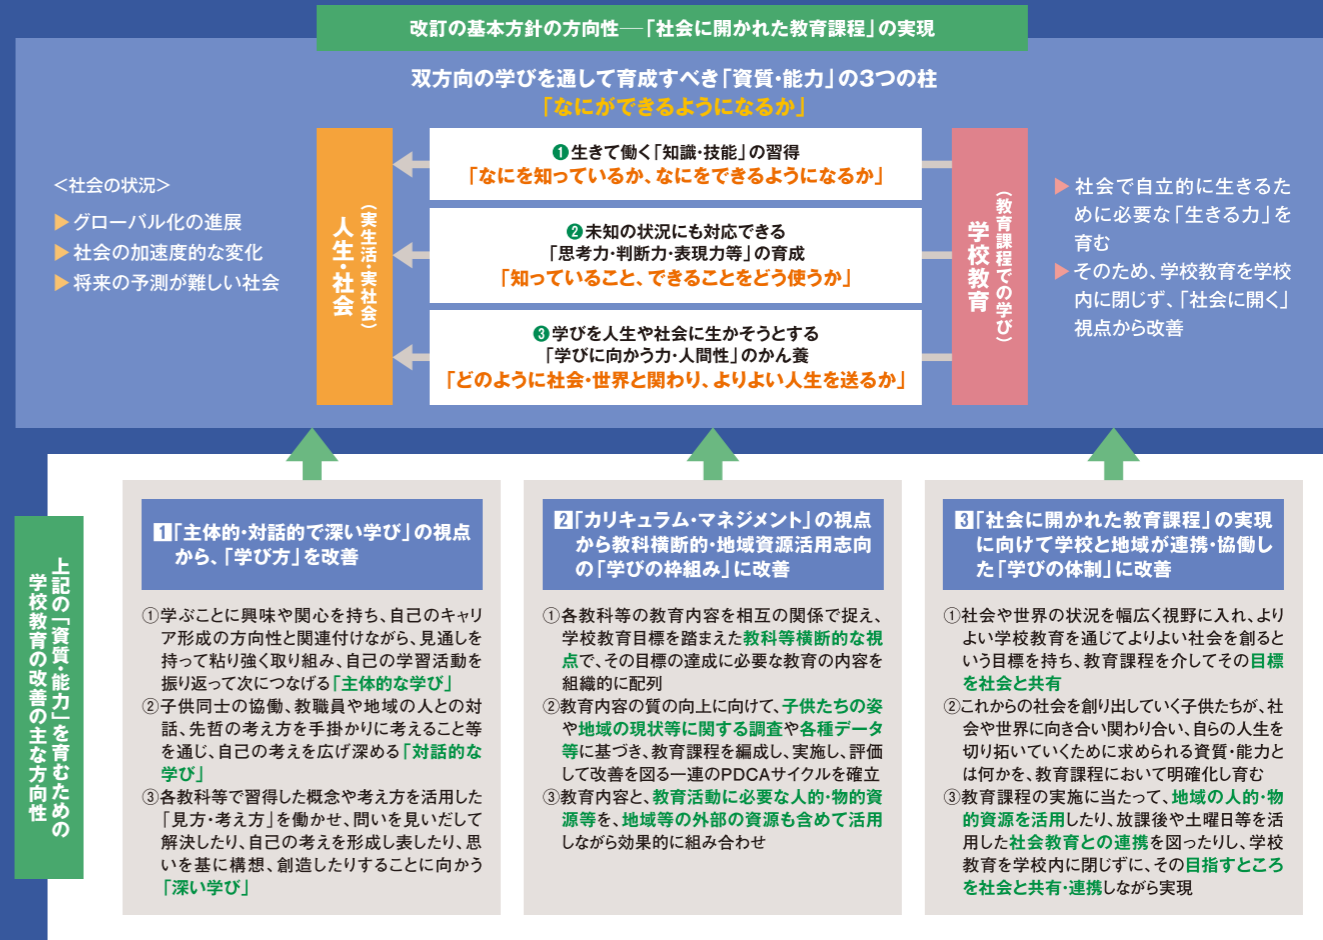 改訂の基本方針の方向性―「社会に開かれた教育課程」の実現
双方向の学びを通して育成すべき「資質・能力」の3つの柱
「なにができるようになるか」
＜社会の状況＞
▶グローバル化の進展
▶社会の加速度的な変化
▶将来の予測が難しい社会
人生・社会
（実生活・実社会）
❶生きて働く「知識・技能」の習得
「なにを知っているか、なにをできるようになるか」
❷未知の状況にも対応できる
「思考力・判断力・表現力等」の育成
「知っていること、できることをどう使うか」
❸学びを人生や社会に生かそうとする
「学びに向かう力・人間性」のかん養
「どのように社会・世界と関わり、よりよい人生を送るか」
（教育課程での学び）
学校教育
▶社会で自立的に生きるた
めに必要な「生きる力」を
育む
▶そのため、学校教育を学校
内に閉じず、「社会に開く」
視点から改善
上記の「資質・能力」を育むための
学校教育の改善の主な方向性
1「主体的・対話的で深い学び」の視点
から、「学び方」を改善
①学ぶことに興味や関心を持ち、自己のキャリ
ア形成の方向性と関連付けながら、見通しを
持って粘り強く取り組み、自己の学習活動を
振り返って次につなげる「主体的な学び」
②子供同士の協働、教職員や地域の人との対
話、先哲の考え方を手掛かりに考えること等
を通じ、自己の考えを広げ深める「対話的な
学び」
③各教科等で習得した概念や考え方を活用した
「見方・考え方」を働かせ、問いを見いだして
解決したり、自己の考えを形成し表したり、思
いを基に構想、創造したりすることに向かう
「深い学び」
2「カリキュラム・マネジメント」の視点
から教科横断的・地域資源活用志向
の「学びの枠組み」に改善
①各教科等の教育内容を相互の関係で捉え、
学校教育目標を踏まえた教科等横断的な視
点で、その目標の達成に必要な教育の内容を
組織的に配列
②教育内容の質の向上に向けて、子供たちの姿
や地域の現状等に関する調査や各種データ
等に基づき、教育課程を編成し、実施し、評価
して改善を図る一連のPDCAサイクルを確立
③教育内容と、教育活動に必要な人的・物的資
源等を、地域等の外部の資源も含めて活用
しながら効果的に組み合わせ
3「社会に開かれた教育課程」の実現
に向けて学校と地域が連携・協働し
た「学びの体制」に改善
①社会や世界の状況を幅広く視野に入れ、より
よい学校教育を通じてよりよい社会を創ると
いう目標を持ち、教育課程を介してその目標
を社会と共有
②これからの社会を創り出していく子供たちが、社
会や世界に向き合い関わり合い、自らの人生を
切り拓いていくために求められる資質・能力と
は何かを、教育課程において明確化し育む
③教育課程の実施に当たって、地域の人的・物
的資源を活用したり、放課後や土曜日等を活
用した社会教育との連携を図ったりし、学校
教育を学校内に閉じずに、その目指すところ
を社会と共有・連携しながら実現